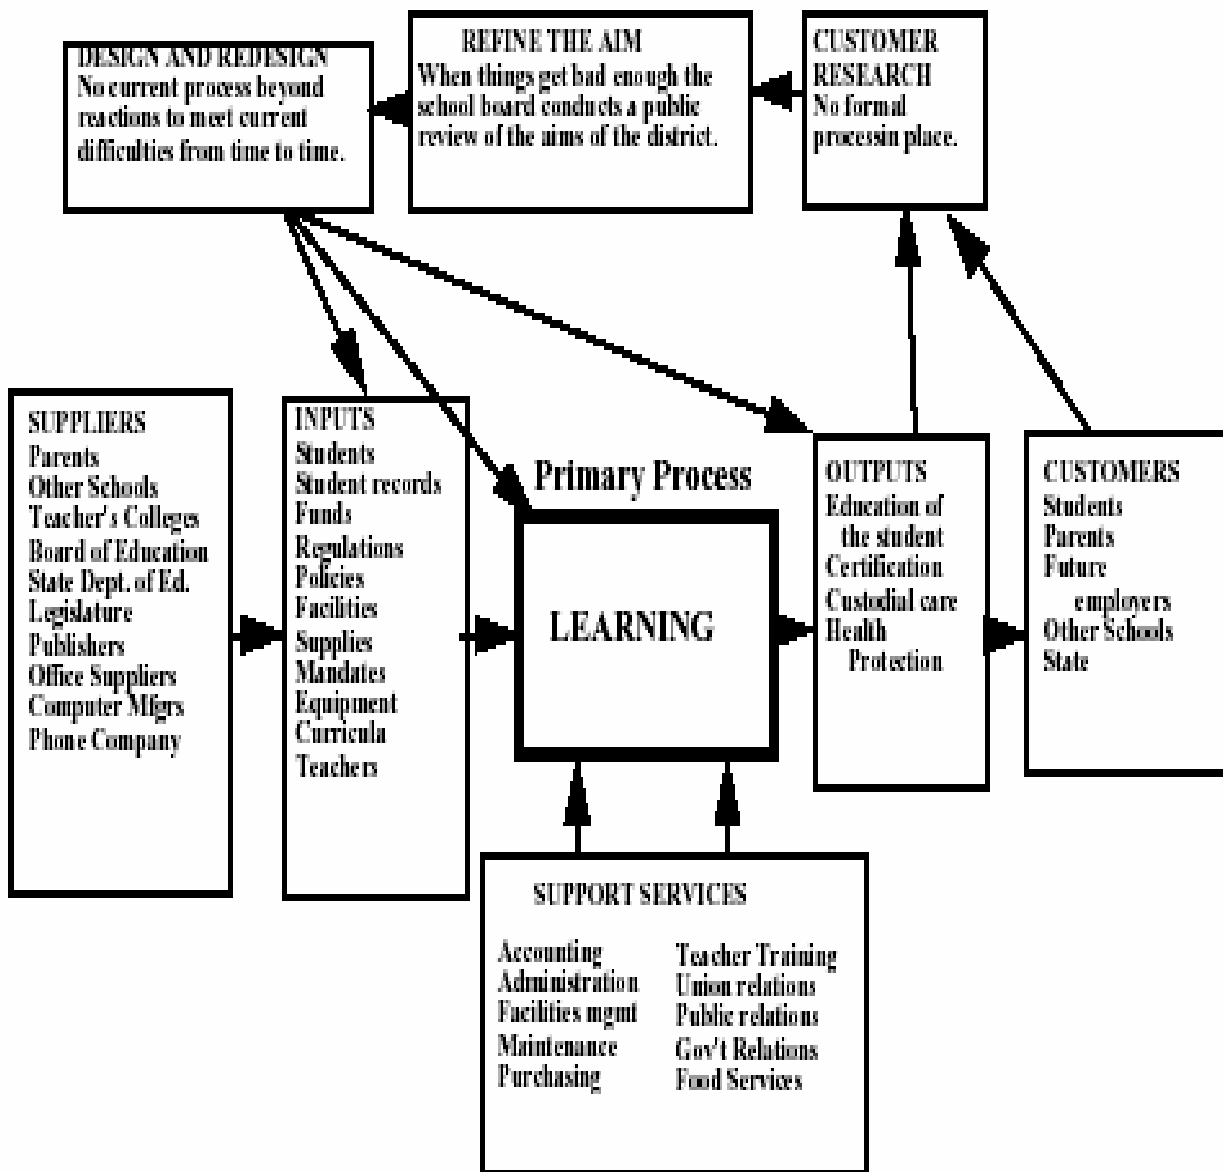 DESIGN AND REDESIGN
No current process beyond
reactions to meet current
difficulties from time to time.
REFINE THE AIM
When things get bad enough the
school board conducts a public
review of the aims of the district.
CUSTOMER
RESEARCH
No formal
processin place.
SUPPLIERS
Parents
Other Schools
Teacher's Colleges
Board of Education
State Dept. of Ed.
Legislature
Publishers
Office Suppliers
Computer Mfgrs
Phone Company
INPUTS
Students
Student records
Funds
Regulations
Policies
Facilities
Supplies
Mandates
Equipment
Curricula
Teachers
Primary Process
LEARNING
OUTPUTS
Education of
the student
Certification
Custodial care
Health
Protection
CUSTOMERS
Students
Parents
Future
employers
Other Schools
State
SUPPORT SERVICES
Accounting
Administration
Facilities mgmt
Maintenance
Purchasing
Teacher Training
Union relations
Public relations
Gov't Relations
Food Services